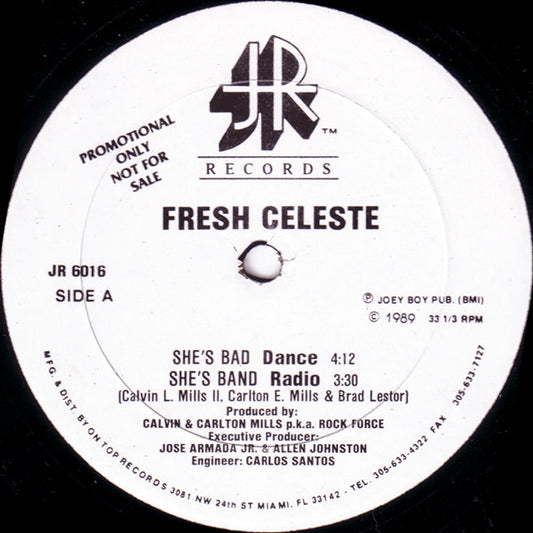 JR
™
RECORDS
PROMOTIONAL
ONLY
NOT FOR
SALE
FRESH CELESTE
JR 6016
SIDE A
Ⓟ JOEY BOY PUB. (BMI)
© 1989 33 1/3 RPM
SHE'S BAD Dance 4:12
SHE'S BAND Radio 3:30
(Calvin L. Mills II, Carlton E. Mills & Brad Lestor)
Produced by:
CALVIN & CARLTON MILLS p.k.a. ROCK FORCE
Executive Producer:
JOSE ARMADA JR. & ALLEN JOHNSTON
Engineer: CARLOS SANTOS
MFG. & DIST. BY ON TOP RECORDS 3081 NW 24th ST MIAMI, FL 33142 - TEL. 305-633-4322 FAX 305-633-7127